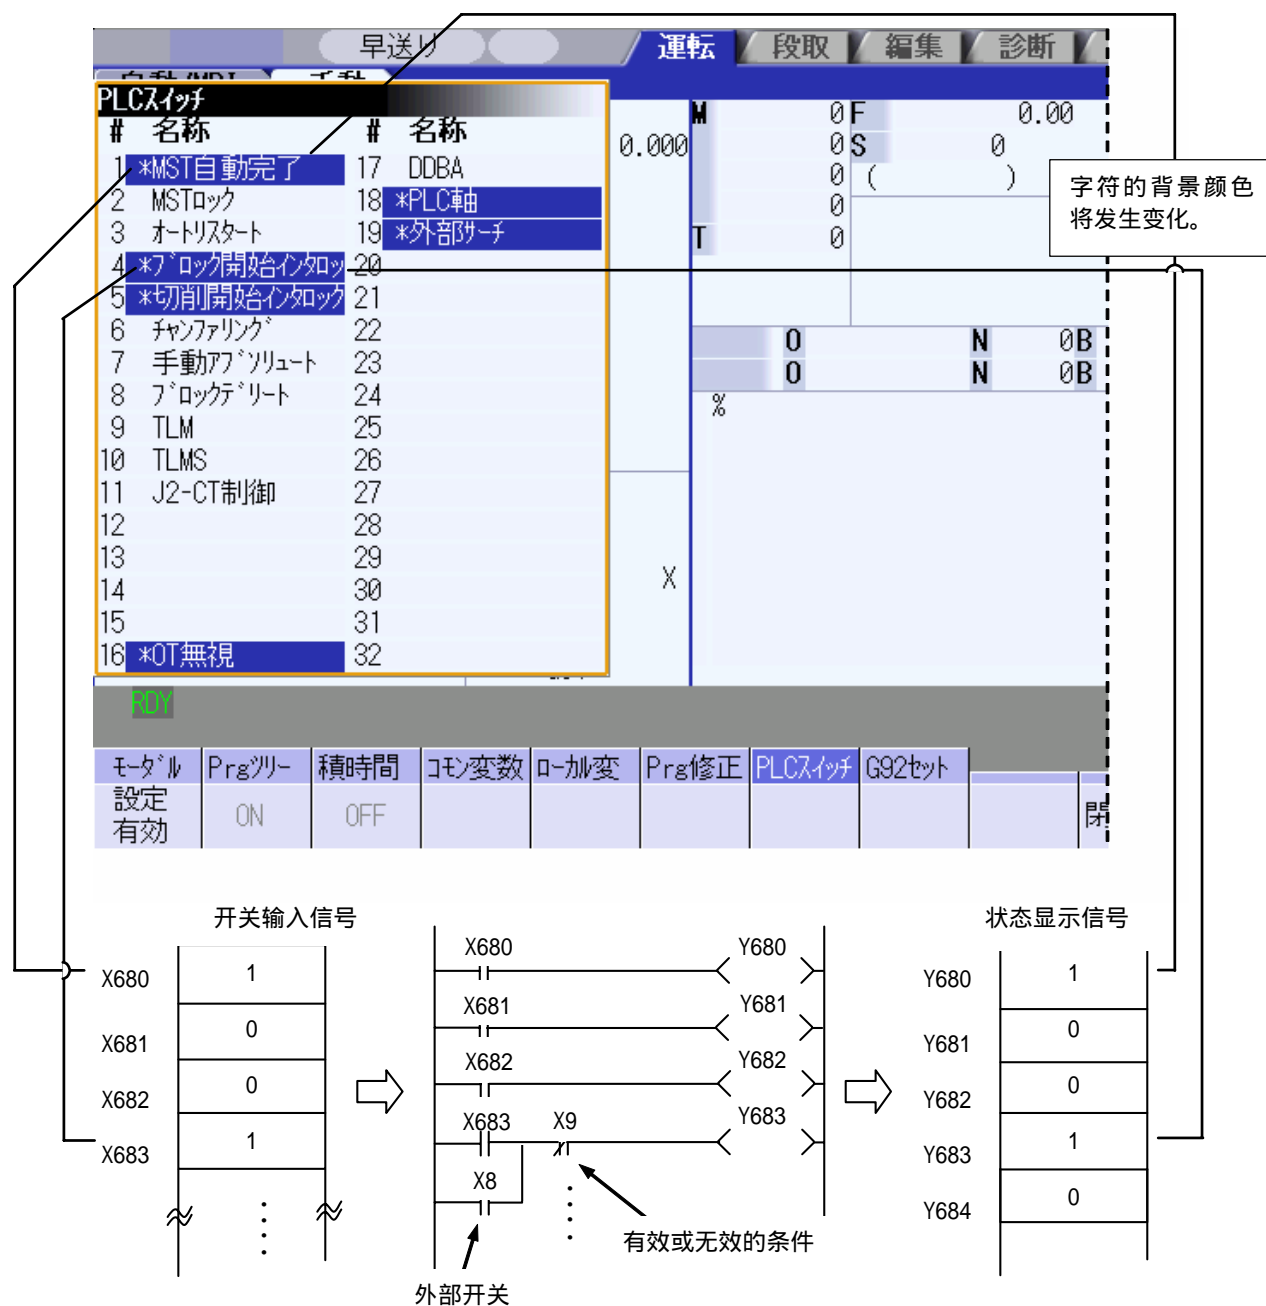 早送り
運転 段取 編集 診断
PLCスイッチ
# 名称 # 名称
1 *MST自動完了 17 DDBA
2 MSTロック 18 *PLC軸
3 オートリスタート 19 *外部サーチ
4 *ブロック開始インタロッ 20
5 *切削開始インタロック 21
6 チャンファリング 22
7 手動アブソリュート 23
8 ブロックデリート 24
9 TLM 25
10 TLMS 26
11 J2-CT制御 27
12 28
13 29
14 30
15 31
16 *OT無視 32
0.000
M 0 F 0.00
0 S 0
0 ( )
0
T 0
O N 0 B
O N 0 B
%
X
字符的背景颜色
将发生变化。
RDY
モーダル Prgツリー 積時間 コモン変数 ローカル変 Prg修正 PLCスイッチ G92セット
設定
有効 ON OFF 閉
开关输入信号
X680 1
X681 0
X682 0
X683 1
X680 Y680
X681 Y681
X682 Y682
X683 X9 Y683
X8
有效或无效的条件
外部开关
状态显示信号
Y680 1
Y681 0
Y682 0
Y683 1
Y684 0